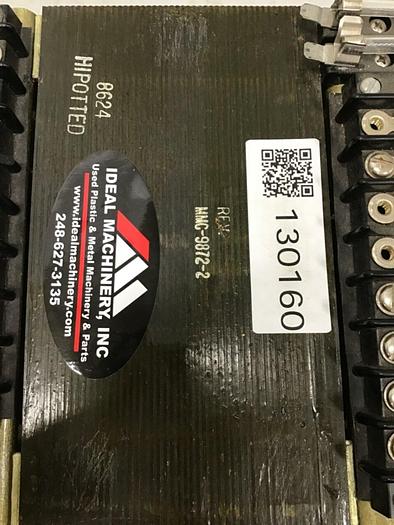 8624
HIPOTTED
REV.
MMC-9872-2
130160
IDEAL MACHINERY, INC
Used Plastic & Metal Machinery & Parts
www.idealmachinery.com
248-627-3135